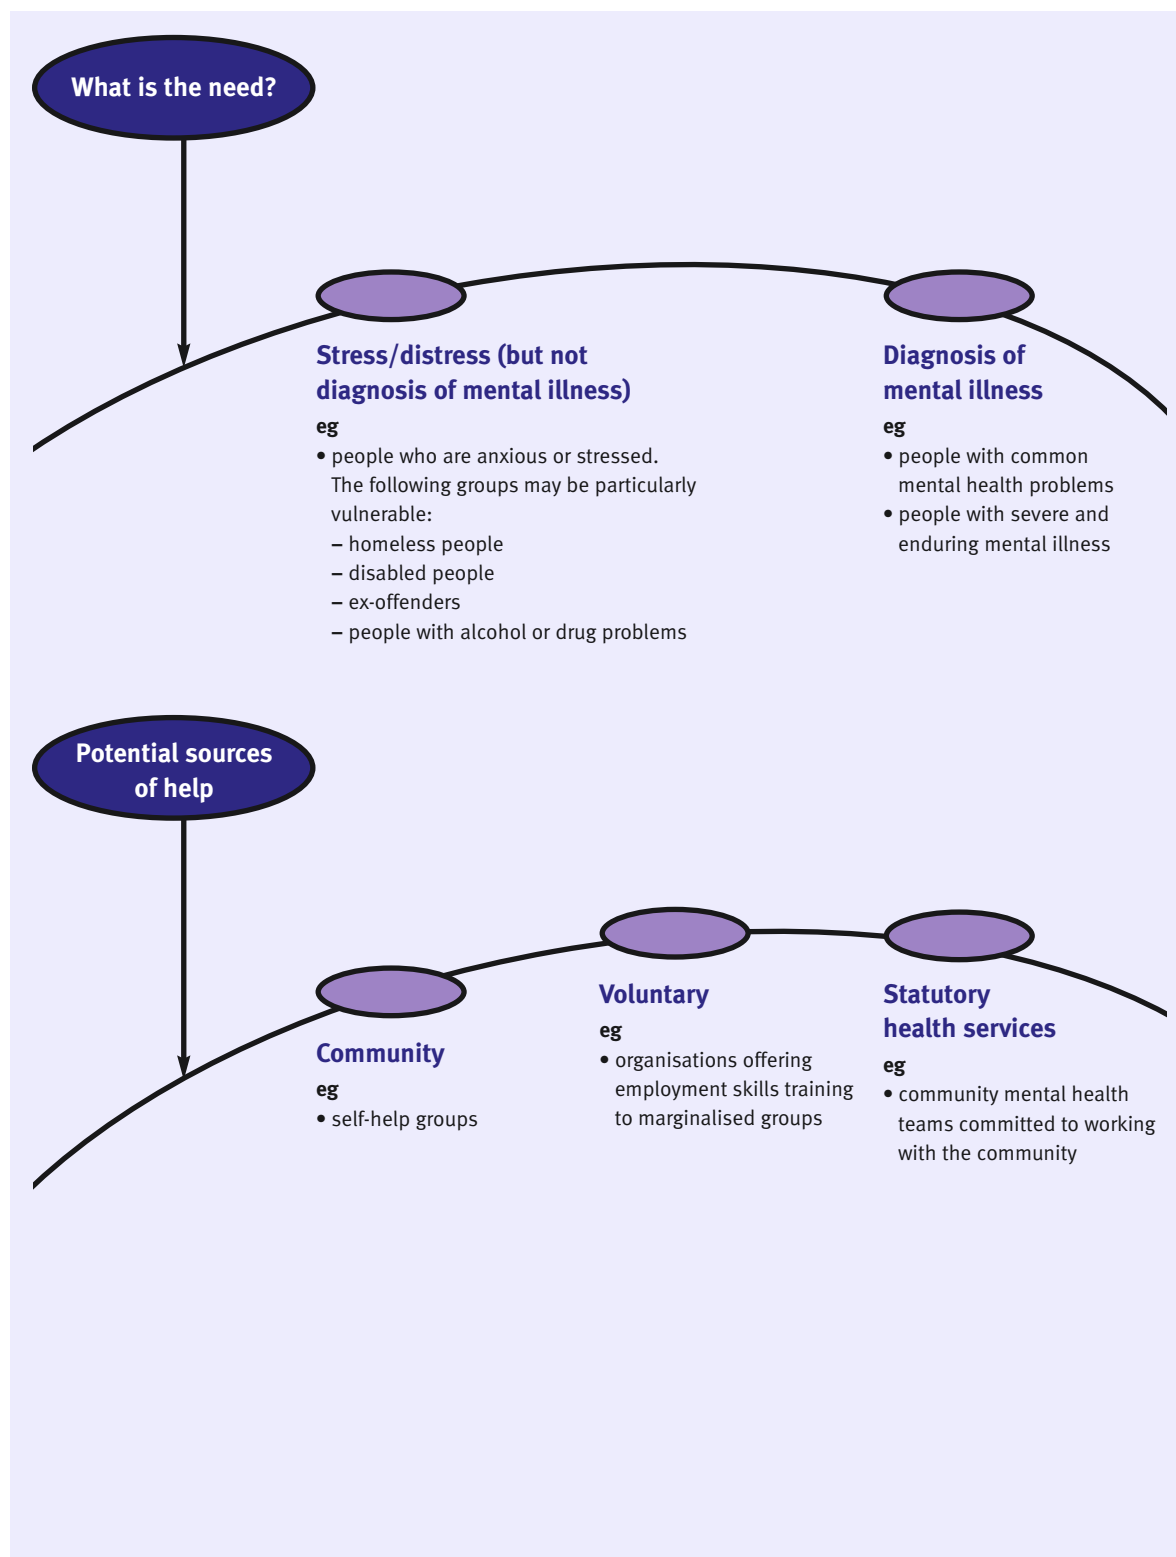 What is the need?
Stress/distress (but not
diagnosis of mental illness)
eg
• people who are anxious or stressed.
The following groups may be particularly
vulnerable:
– homeless people
– disabled people
– ex-offenders
– people with alcohol or drug problems
Diagnosis of
mental illness
eg
• people with common
mental health problems
• people with severe and
enduring mental illness
Potential sources
of help
Community
eg
• self-help groups
Voluntary
eg
• organisations offering
employment skills training
to marginalised groups
Statutory
health services
eg
• community mental health
teams committed to working
with the community